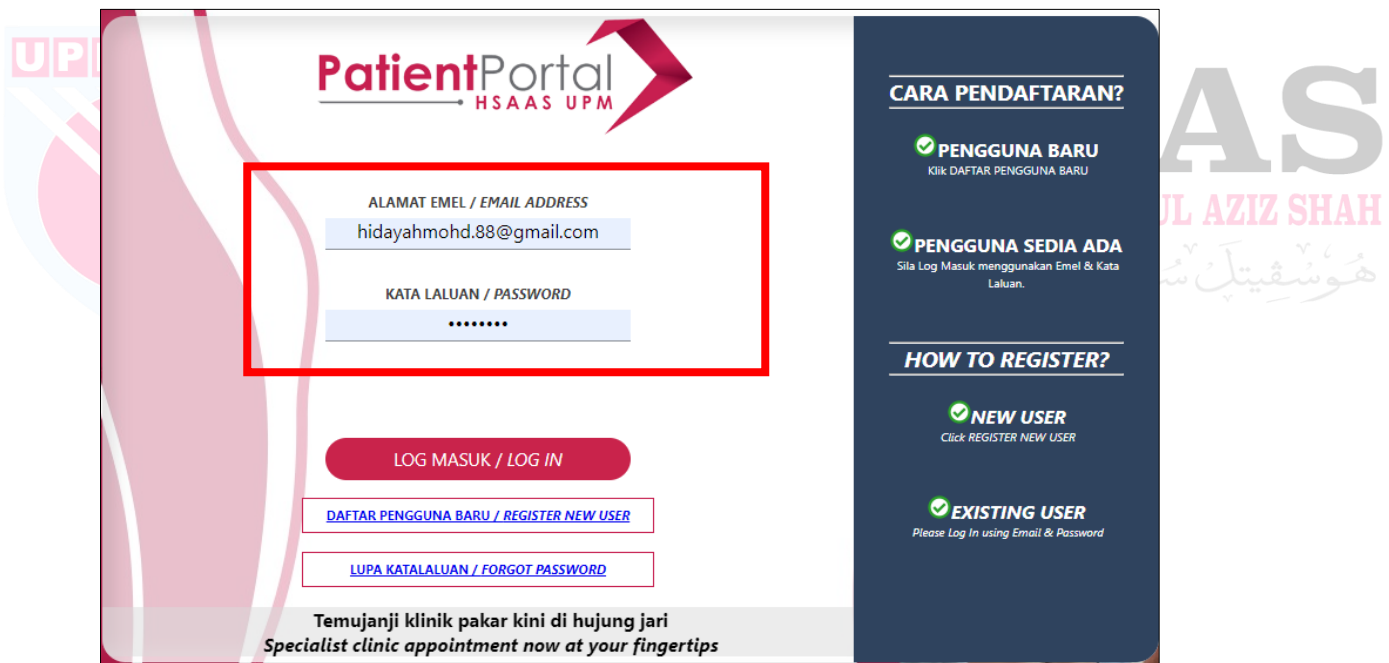 UP
PatientPortal
HSAAS UPM
ALAMAT EMEL / EMAIL ADDRESS
hidayahmohd.88@gmail.com
KATA LALUAN / PASSWORD
••••••••
LOG MASUK / LOG IN
DAFTAR PENGGUNA BARU / REGISTER NEW USER
LUPA KATALALUAN / FORGOT PASSWORD
Temujanji klinik pakar kini di hujung jari
Specialist clinic appointment now at your fingertips
CARA PENDAFTARAN?
PENGGUNA BARU
Klik DAFTAR PENGGUNA BARU
PENGGUNA SEDIA ADA
Sila Log Masuk menggunakan Emel & Kata
Laluan.
HOW TO REGISTER?
NEW USER
Click REGISTER NEW USER
EXISTING USER
Please Log In using Email & Password
AS
UL AZIZ SHAH
هوسڤيتل